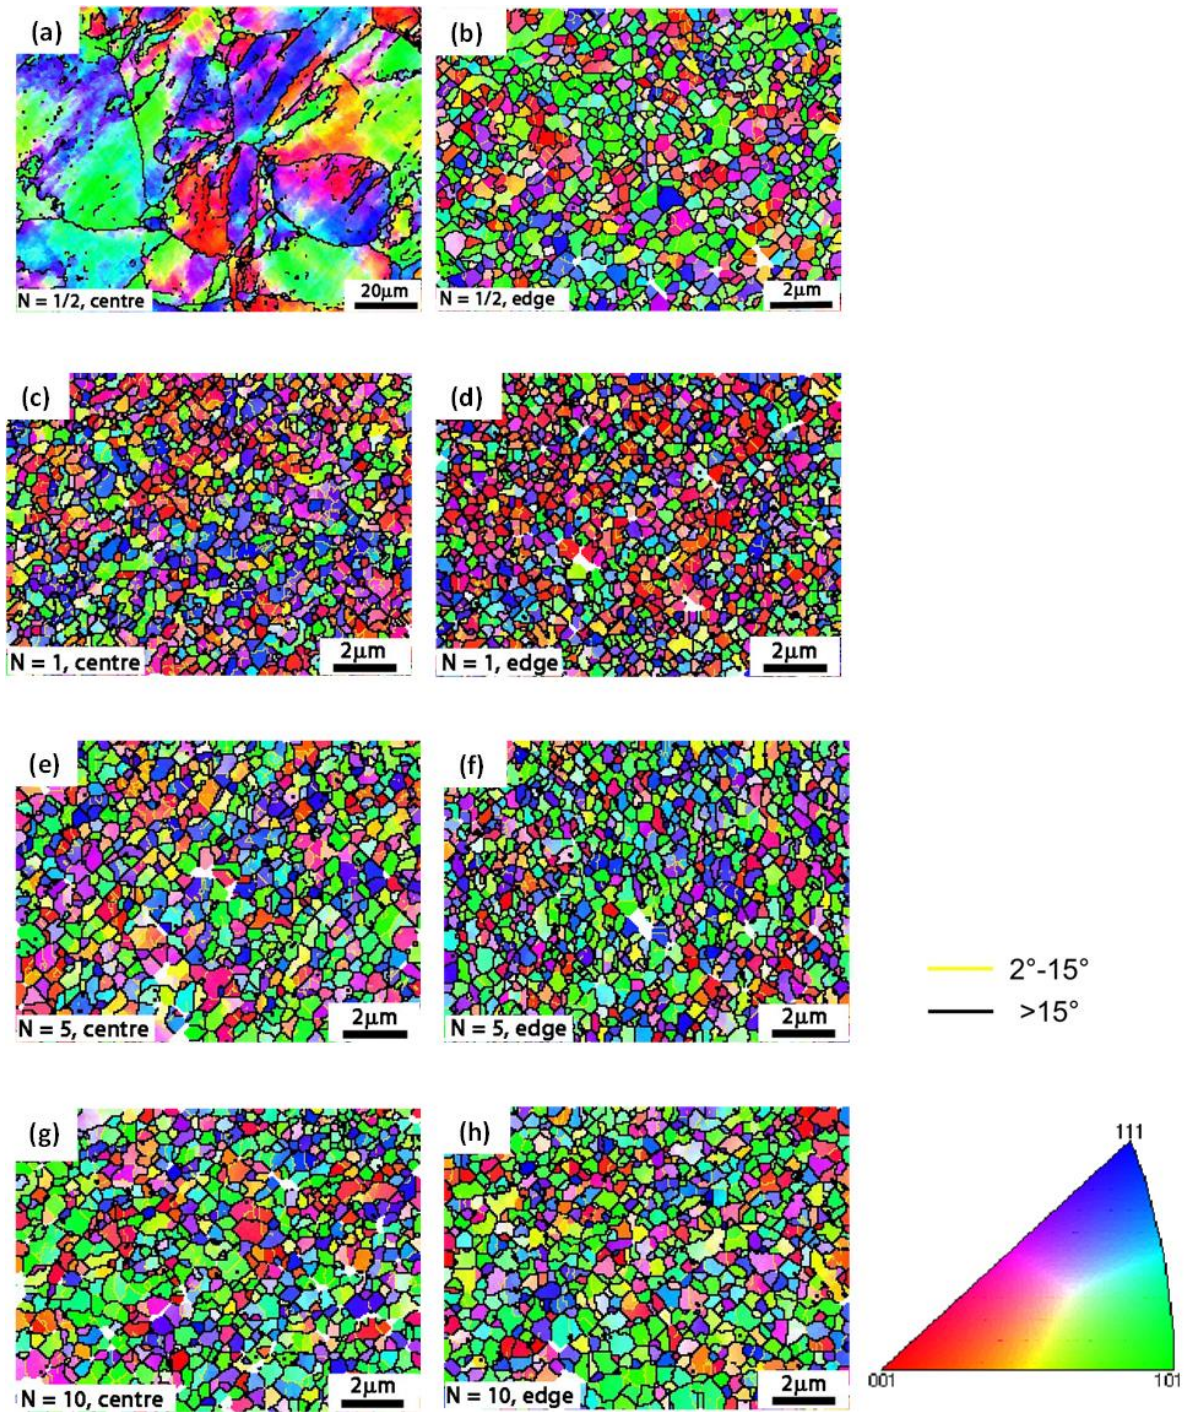 (a)
N = 1/2, centre
20µm
(b)
N = 1/2, edge
2µm
(c)
N = 1, centre
2µm
(d)
N = 1, edge
2µm
(e)
N = 5, centre
2µm
(f)
N = 5, edge
2µm
2°-15°
>15°
(g)
N = 10, centre
2µm
(h)
N = 10, edge
2µm
111
001
101